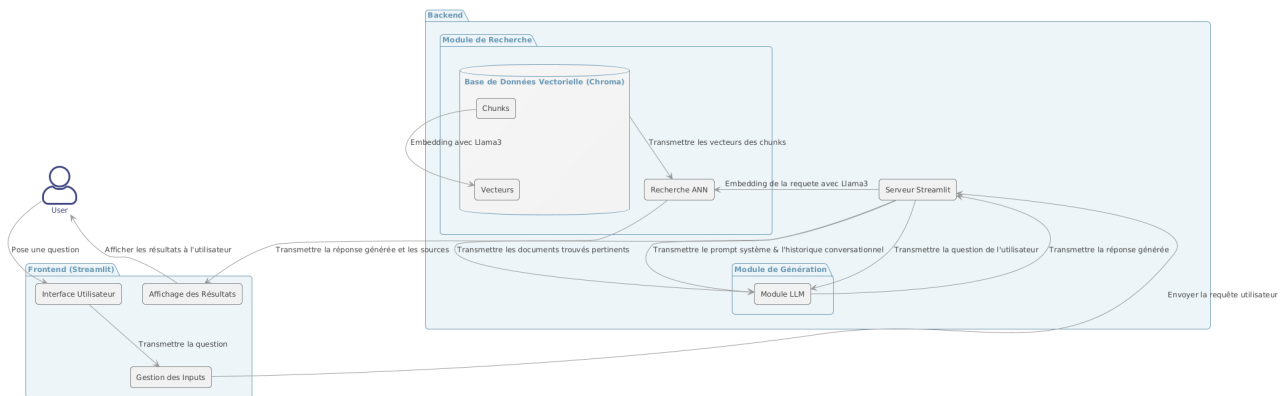 Backend
Module de Recherche
Base de Données Vectorielle (Chroma)
Chunks
Embedding avec Llama3
Transmettre les vecteurs des chunks
Vecteurs
Recherche ANN
Embedding de la requete avec Llama3
Serveur Streamlit
User
Pose une question
Afficher les résultats à l'utilisateur
Transmettre la réponse générée et les sources
Transmettre les documents trouvés pertinents
Transmettre le prompt système & l'historique conversationnel
Transmettre la question de l'utilisateur
Transmettre la réponse générée
Frontend (Streamlit)
Module de Génération
Interface Utilisateur
Affichage des Résultats
Module LLM
Envoyer la requête utilisateur
Transmettre la question
Gestion des Inputs